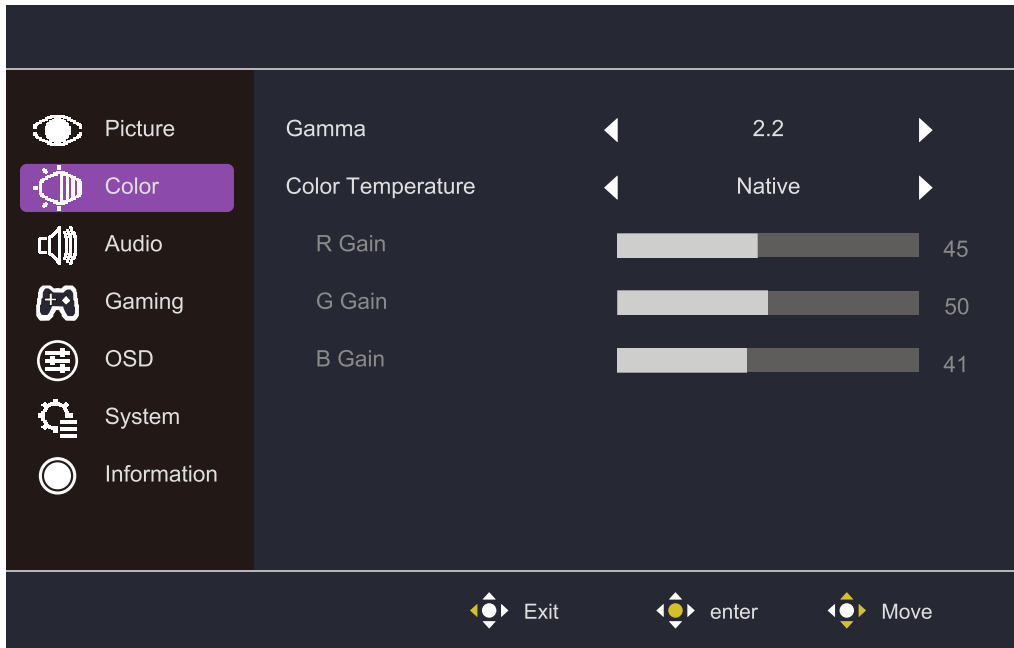 Picture
Gamma 2.2
Color
Color Temperature Native
Audio
R Gain 45
Gaming
G Gain 50
OSD
B Gain 41
System
Information
Exit enter Move